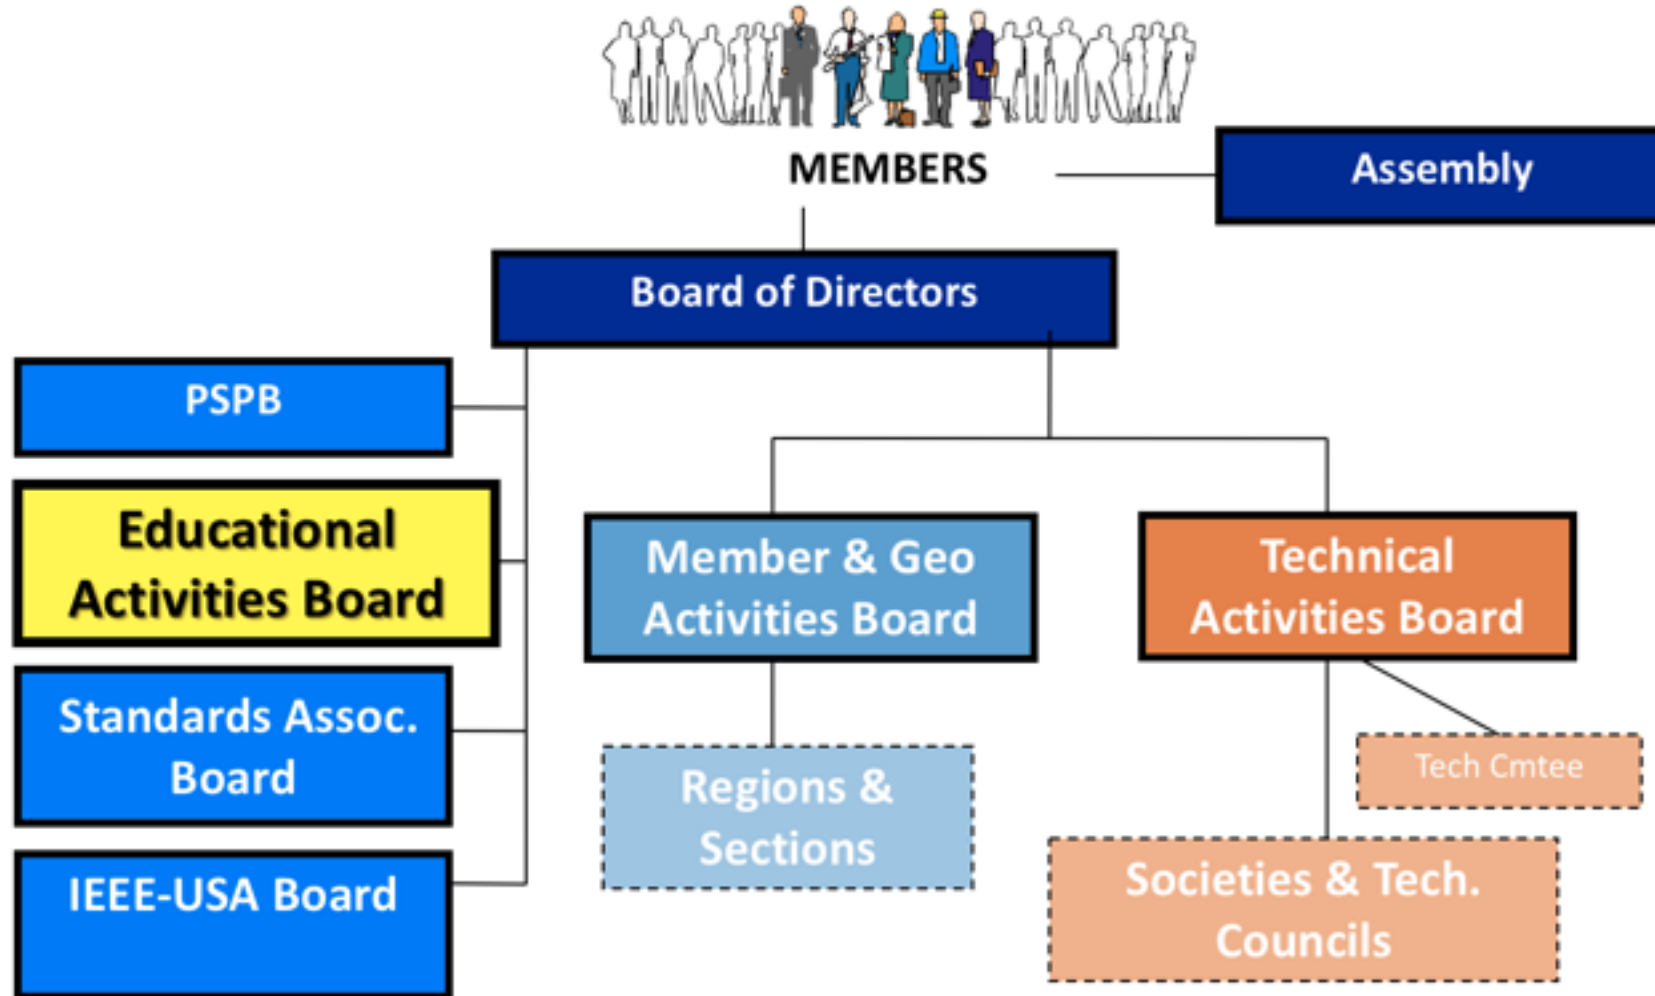 MEMBERS
Assembly
Board of Directors
PSPB
Educational
Activities Board
Standards Assoc.
Board
IEEE-USA Board
Member & Geo
Activities Board
Regions &
Sections
Technical
Activities Board
Tech Cmtee
Societies & Tech.
Councils